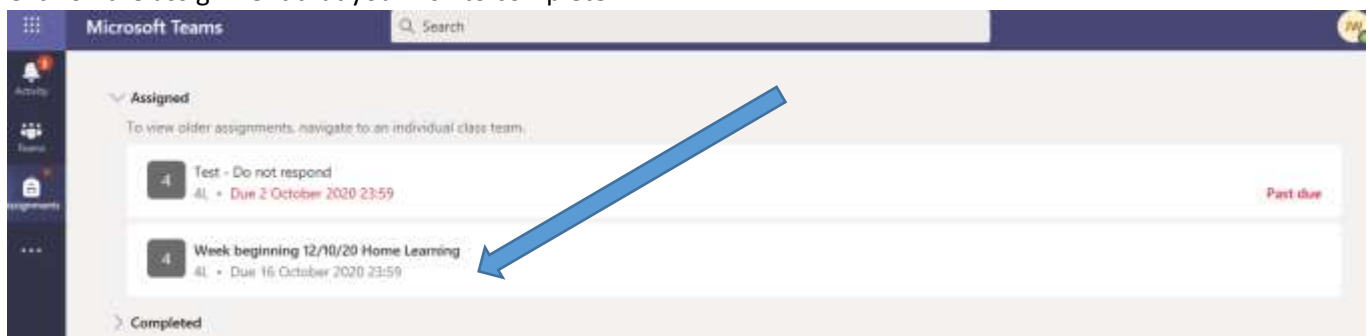 Microsoft Teams
Search
Activity
Teams
Assignments
Assigned
To view older assignments, navigate to an individual class team.
4
Test - Do not respond
4L • Due 2 October 2020 23:59
Past due
4
Week beginning 12/10/20 Home Learning
4L • Due 16 October 2020 23:59
Completed